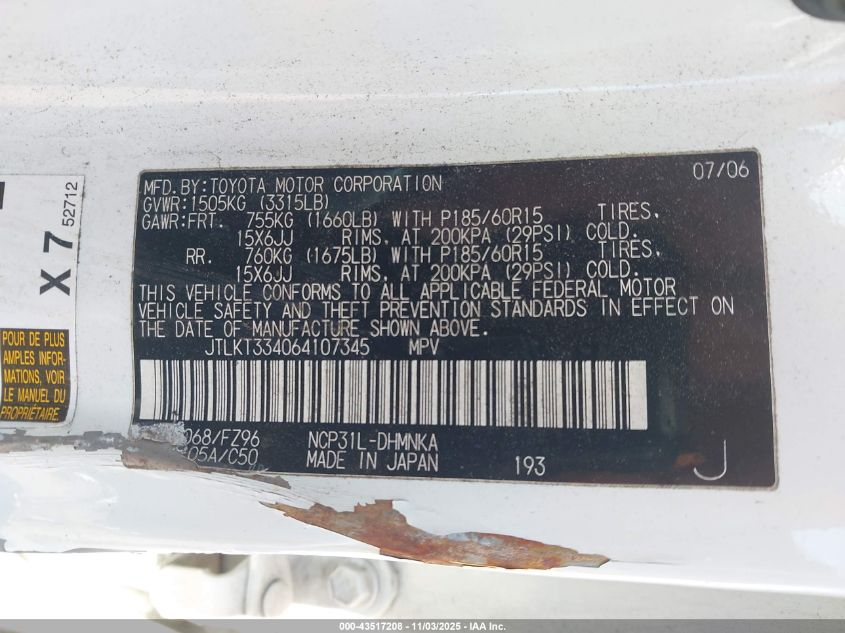 07/06
MFD.BY:TOYOTA MOTOR CORPORATION
GVWR:1505KG (3315LB)
GAWR:FRT. 755KG (1660LB) WITH P185/60R15 TIRES,
15X6JJ RIMS, AT 200KPA (29PSI) COLD.
RR. 760KG (1675LB) WITH P185/60R15 TIRES,
15X6JJ RIMS, AT 200KPA (29PSI) COLD.
THIS VEHICLE CONFORMS TO ALL APPLICABLE FEDERAL MOTOR
VEHICLE SAFETY AND THEFT PREVENTION STANDARDS IN EFFECT ON
THE DATE OF MANUFACTURE SHOWN ABOVE.
JTLKT334064107345 MPV
068/FZ96 NCP31L-DHMNKA
05A/C50 MADE IN JAPAN 193 J
X 7
52712
POUR DE PLUS
AMPLES INFOR-
MATIONS, VOIR
LE MANUEL DU
PROPRIÉTAIRE.
000-43517208 - 11/03/2025 - IAA Inc.